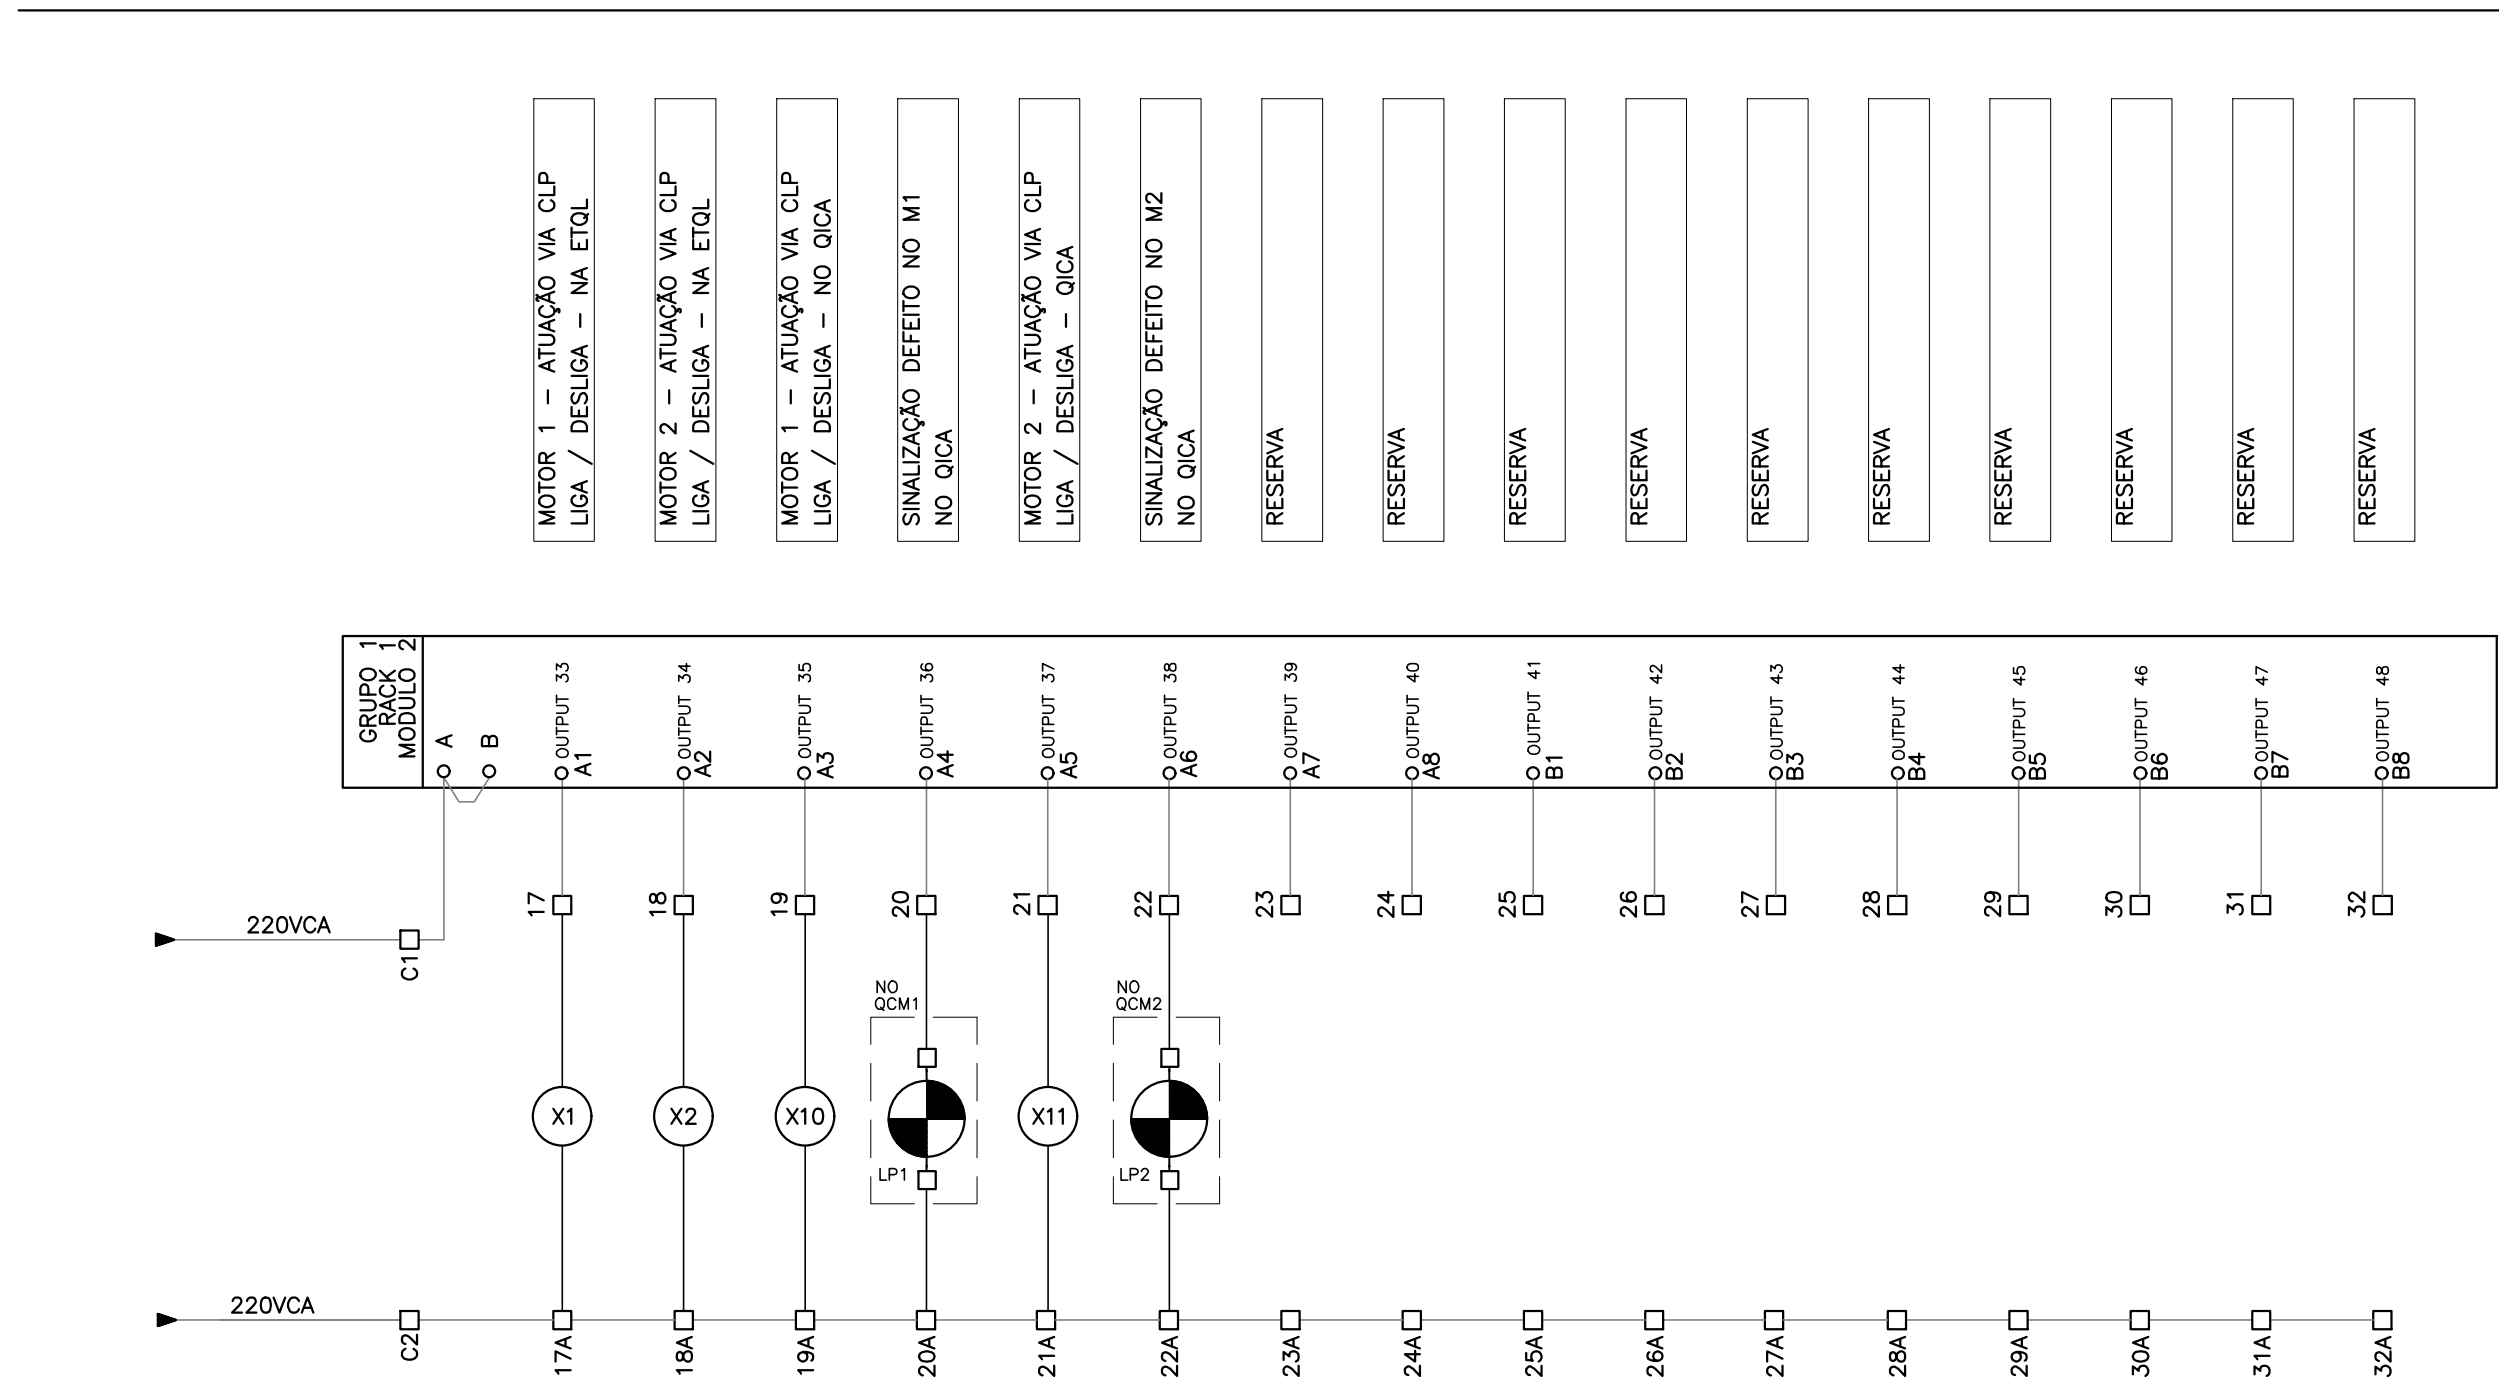 MOTOR 1 - ATUAÇÃO VIA CLP
LIGA / DESLIGA - NA ETQL
MOTOR 2 - ATUAÇÃO VIA CLP
LIGA / DESLIGA - NA ETQL
MOTOR 1 - ATUAÇÃO VIA CLP
LIGA / DESLIGA - NO QICA
SINALIZAÇÃO DEFEITO NO M1
NO QICA
MOTOR 2 - ATUAÇÃO VIA CLP
LIGA / DESLIGA - QICA
SINALIZAÇÃO DEFEITO NO M2
NO QICA
RESERVA
RESERVA
RESERVA
RESERVA
RESERVA
RESERVA
RESERVA
RESERVA
RESERVA
RESERVA
GRUPO 1
RACK 1
MODULO 2
A
B
OUTPUT 33
A1
OUTPUT 34
A2
OUTPUT 35
A3
OUTPUT 36
A4
OUTPUT 37
A5
OUTPUT 38
A6
OUTPUT 39
A7
OUTPUT 40
A8
OUTPUT 41
B1
OUTPUT 42
B2
OUTPUT 43
B3
OUTPUT 44
B4
OUTPUT 45
B5
OUTPUT 46
B6
OUTPUT 47
B7
OUTPUT 48
B8
17
18
19
20
21
22
23
24
25
26
27
28
29
30
31
32
220VCA
C1
NO
QCM1
NO
QCM2
X1
X2
X10
X11
LP1
LP2
220VCA
C2
17A
18A
19A
20A
21A
22A
23A
24A
25A
26A
27A
28A
29A
30A
31A
32A